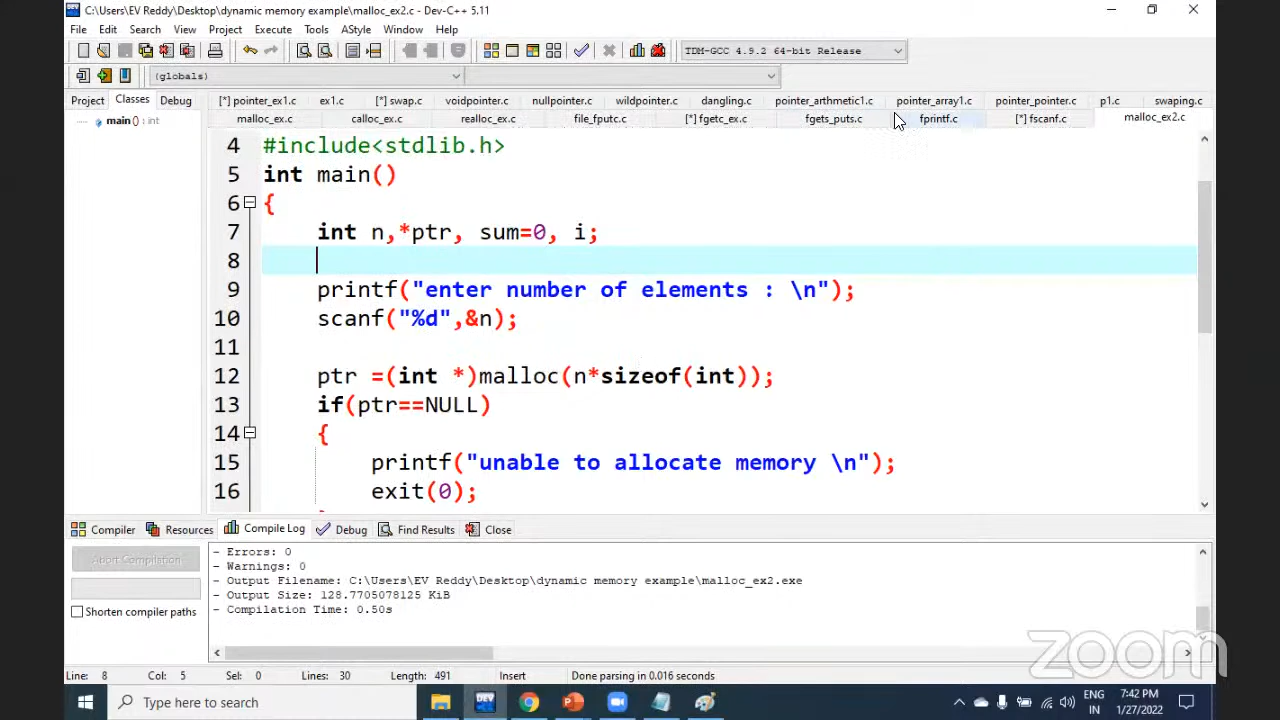 C:\Users\EV Reddy\Desktop\dynamic memory example\malloc_ex2.c - Dev-C++ 5.11
File Edit Search View Project Execute Tools AStyle Window Help
TDM-GCC 4.9.2 64-bit Release
(globals)
Project Classes Debug
[*] pointer_ex1.c ex1.c [*] swap.c voidpointer.c nullpointer.c wildpointer.c dangling.c pointer_arthmetic1.c pointer_array1.c pointer_pointer.c p1.c swaping.c
malloc_ex.c calloc_ex.c realloc_ex.c file_fputc.c [*] fgetc_ex.c fgets_puts.c fprintf.c [*] fscanf.c malloc_ex2.c
main () : int
4 #include<stdlib.h>
5 int main()
6 {
7 int n,*ptr, sum=0, i;
8
9 printf("enter number of elements : \n");
10 scanf("%d",&n);
11
12 ptr =(int *)malloc(n*sizeof(int));
13 if(ptr==NULL)
14 {
15 printf("unable to allocate memory \n");
16 exit(0);
Compiler Resources Compile Log Debug Find Results Close
Abort Compilation
Shorten compiler paths
- Errors: 0
- Warnings: 0
- Output Filename: C:\Users\EV Reddy\Desktop\dynamic memory example\malloc_ex2.exe
- Output Size: 128.7705078125 KiB
- Compilation Time: 0.50s
zoom
Line: 8 Col: 5 Sel: 0 Lines: 30 Length: 491 Insert Done parsing in 0.016 seconds
Type here to search
DEV
ENG
IN
7:42 PM
1/27/2022